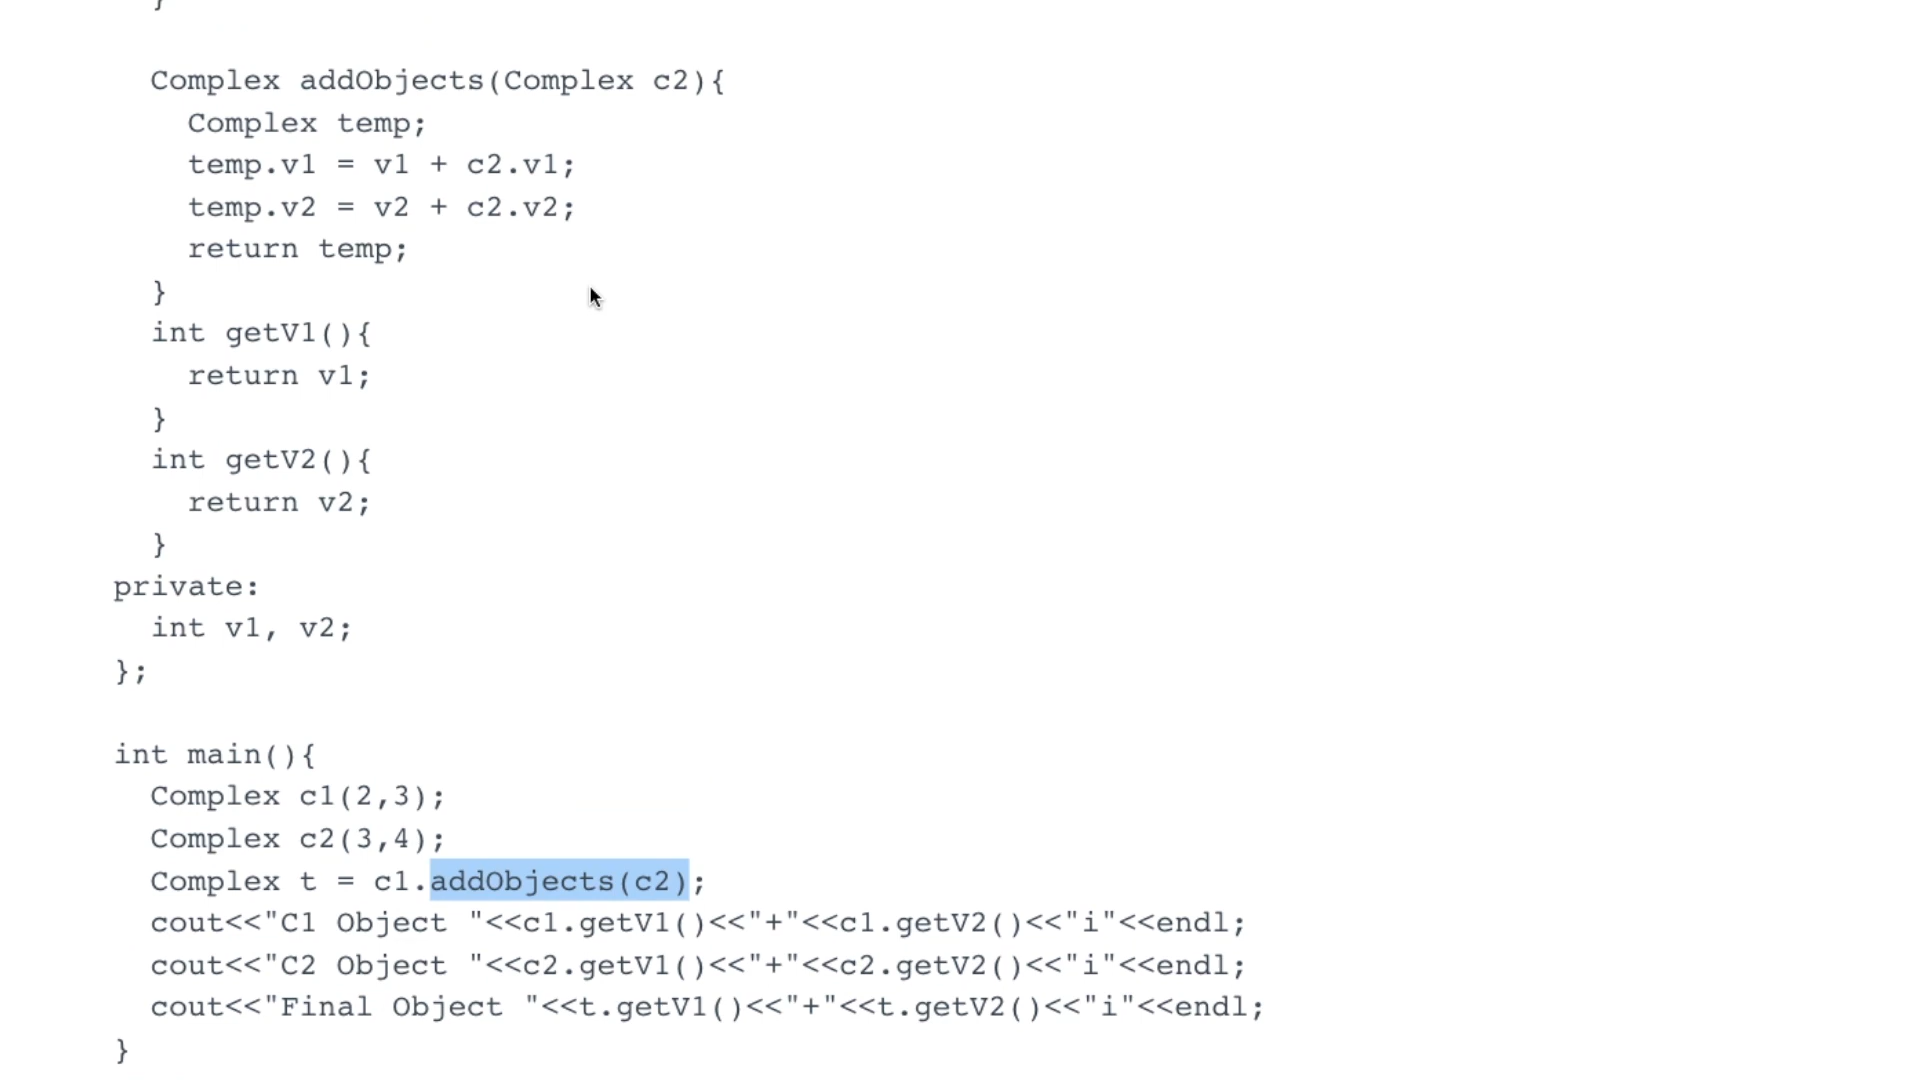 }
Complex addObjects(Complex c2){
Complex temp;
temp.v1 = v1 + c2.v1;
temp.v2 = v2 + c2.v2;
return temp;
}
int getV1(){
return v1;
}
int getV2(){
return v2;
}
private:
int v1, v2;
};
int main(){
Complex c1(2,3);
Complex c2(3,4);
Complex t = c1.addObjects(c2);
cout<<"C1 Object "<<c1.getV1()<<"+"<<c1.getV2()<<"i"<<endl;
cout<<"C2 Object "<<c2.getV1()<<"+"<<c2.getV2()<<"i"<<endl;
cout<<"Final Object "<<t.getV1()<<"+"<<t.getV2()<<"i"<<endl;
}